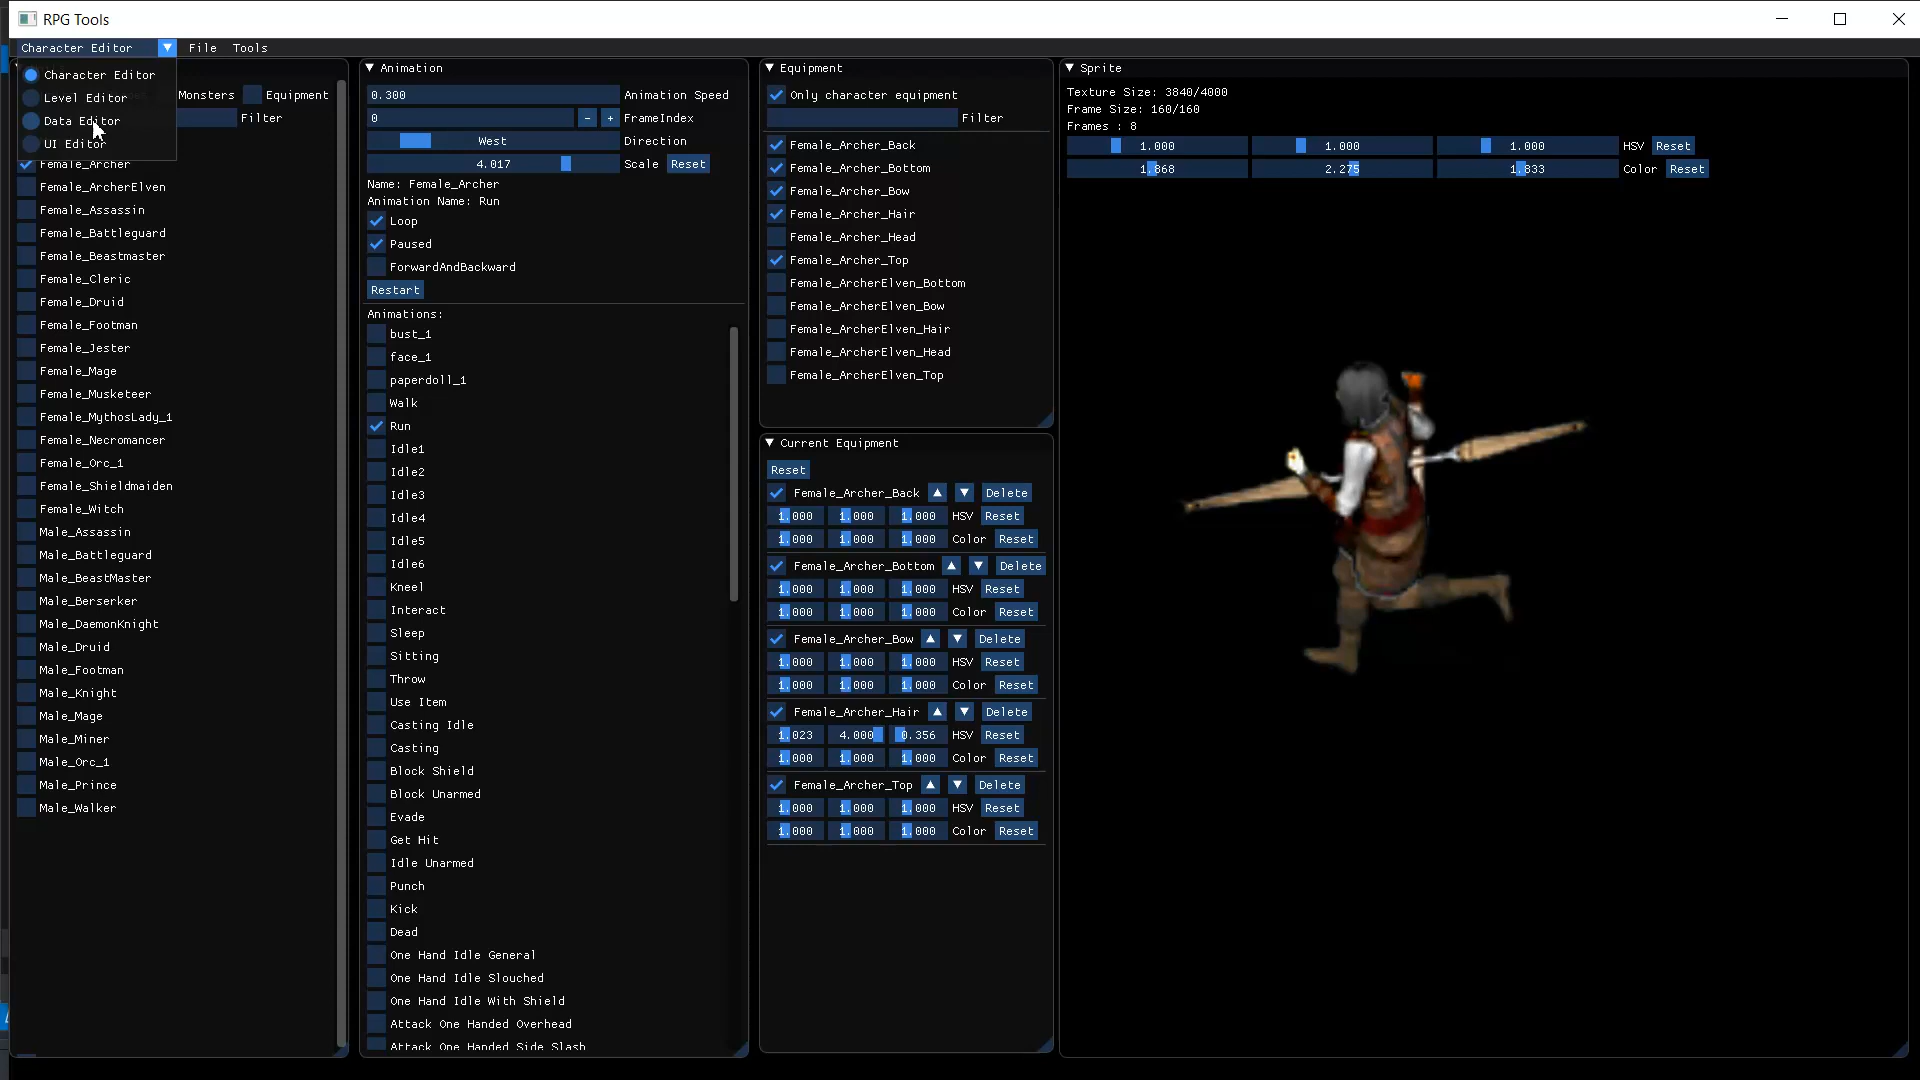 RPG Tools
Character Editor File Tools
Character Editor
Level Editor
Data Editor
UI Editor
Monsters Equipment
Filter
Female_Archer
Female_ArcherElven
Female_Assassin
Female_Battleguard
Female_Beastmaster
Female_Cleric
Female_Druid
Female_Footman
Female_Jester
Female_Mage
Female_Musketeer
Female_MythosLady_1
Female_Necromancer
Female_Orc_1
Female_Shieldmaiden
Female_Witch
Male_Assassin
Male_Battleguard
Male_BeastMaster
Male_Berserker
Male_DaemonKnight
Male_Druid
Male_Footman
Male_Knight
Male_Mage
Male_Miner
Male_Orc_1
Male_Prince
Male_Walker
Animation
0.300 Animation Speed
0 - + FrameIndex
West Direction
4.017 Scale Reset
Name: Female_Archer
Animation Name: Run
Loop
Paused
ForwardAndBackward
Restart
Animations:
bust_1
face_1
paperdoll_1
Walk
Run
Idle1
Idle2
Idle3
Idle4
Idle5
Idle6
Kneel
Interact
Sleep
Sitting
Throw
Use Item
Casting Idle
Casting
Block Shield
Block Unarmed
Evade
Get Hit
Idle Unarmed
Punch
Kick
Dead
One Hand Idle General
One Hand Idle Slouched
One Hand Idle With Shield
Attack One Handed Overhead
Attack One Handed Side Slash
Equipment
Only character equipment
Filter
Female_Archer_Back
Female_Archer_Bottom
Female_Archer_Bow
Female_Archer_Hair
Female_Archer_Head
Female_Archer_Top
Female_ArcherElven_Bottom
Female_ArcherElven_Bow
Female_ArcherElven_Hair
Female_ArcherElven_Head
Female_ArcherElven_Top
Current Equipment
Reset
Female_Archer_Back Delete
1.000 1.000 1.000 HSV Reset
1.000 1.000 1.000 Color Reset
Female_Archer_Bottom Delete
1.000 1.000 1.000 HSV Reset
1.000 1.000 1.000 Color Reset
Female_Archer_Bow Delete
1.000 1.000 1.000 HSV Reset
1.000 1.000 1.000 Color Reset
Female_Archer_Hair Delete
1.023 4.000 0.356 HSV Reset
1.000 1.000 1.000 Color Reset
Female_Archer_Top Delete
1.000 1.000 1.000 HSV Reset
1.000 1.000 1.000 Color Reset
Sprite
Texture Size: 3840/4000
Frame Size: 160/160
Frames : 8
1.000 1.000 1.000 HSV Reset
1.868 2.275 1.833 Color Reset